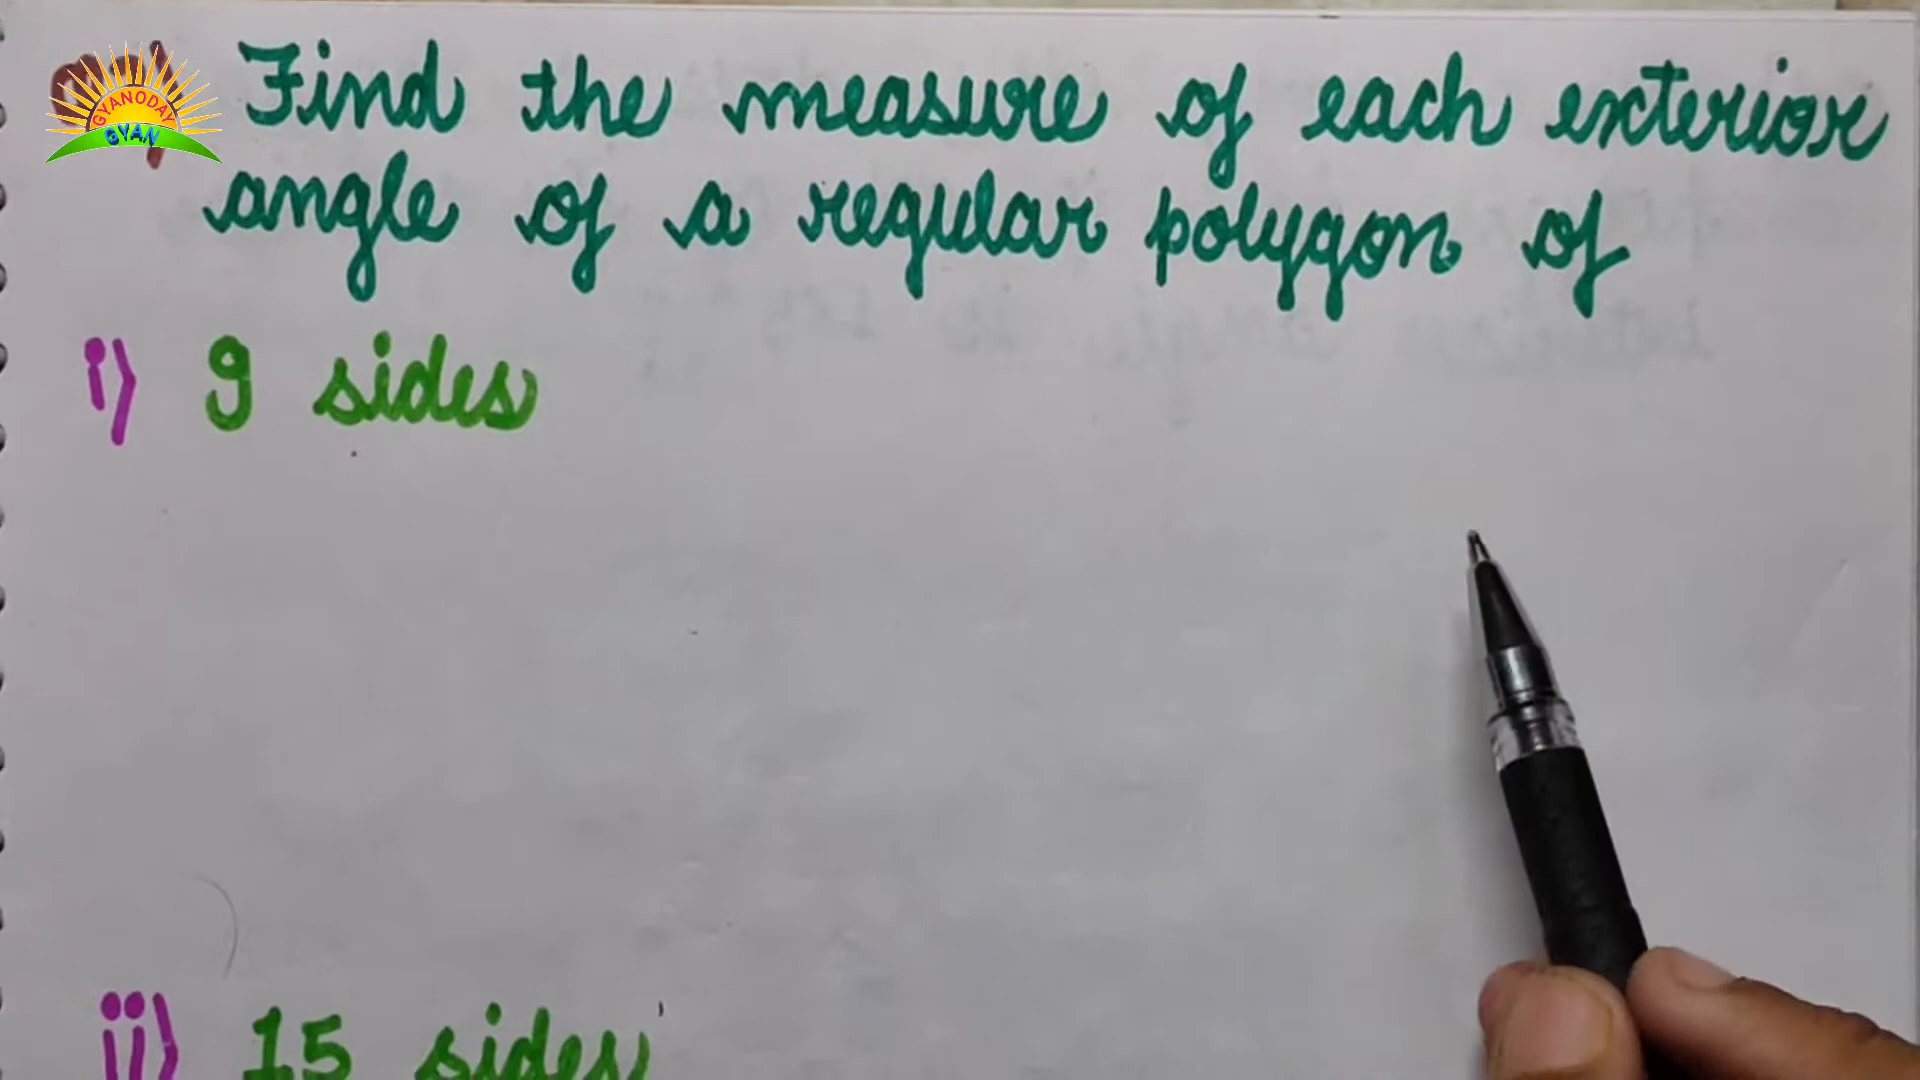 GYANODAY
GYAN
Find the measure of each exterior
angle of a regular polygon of
i) 9 sides
ii) 15 sides